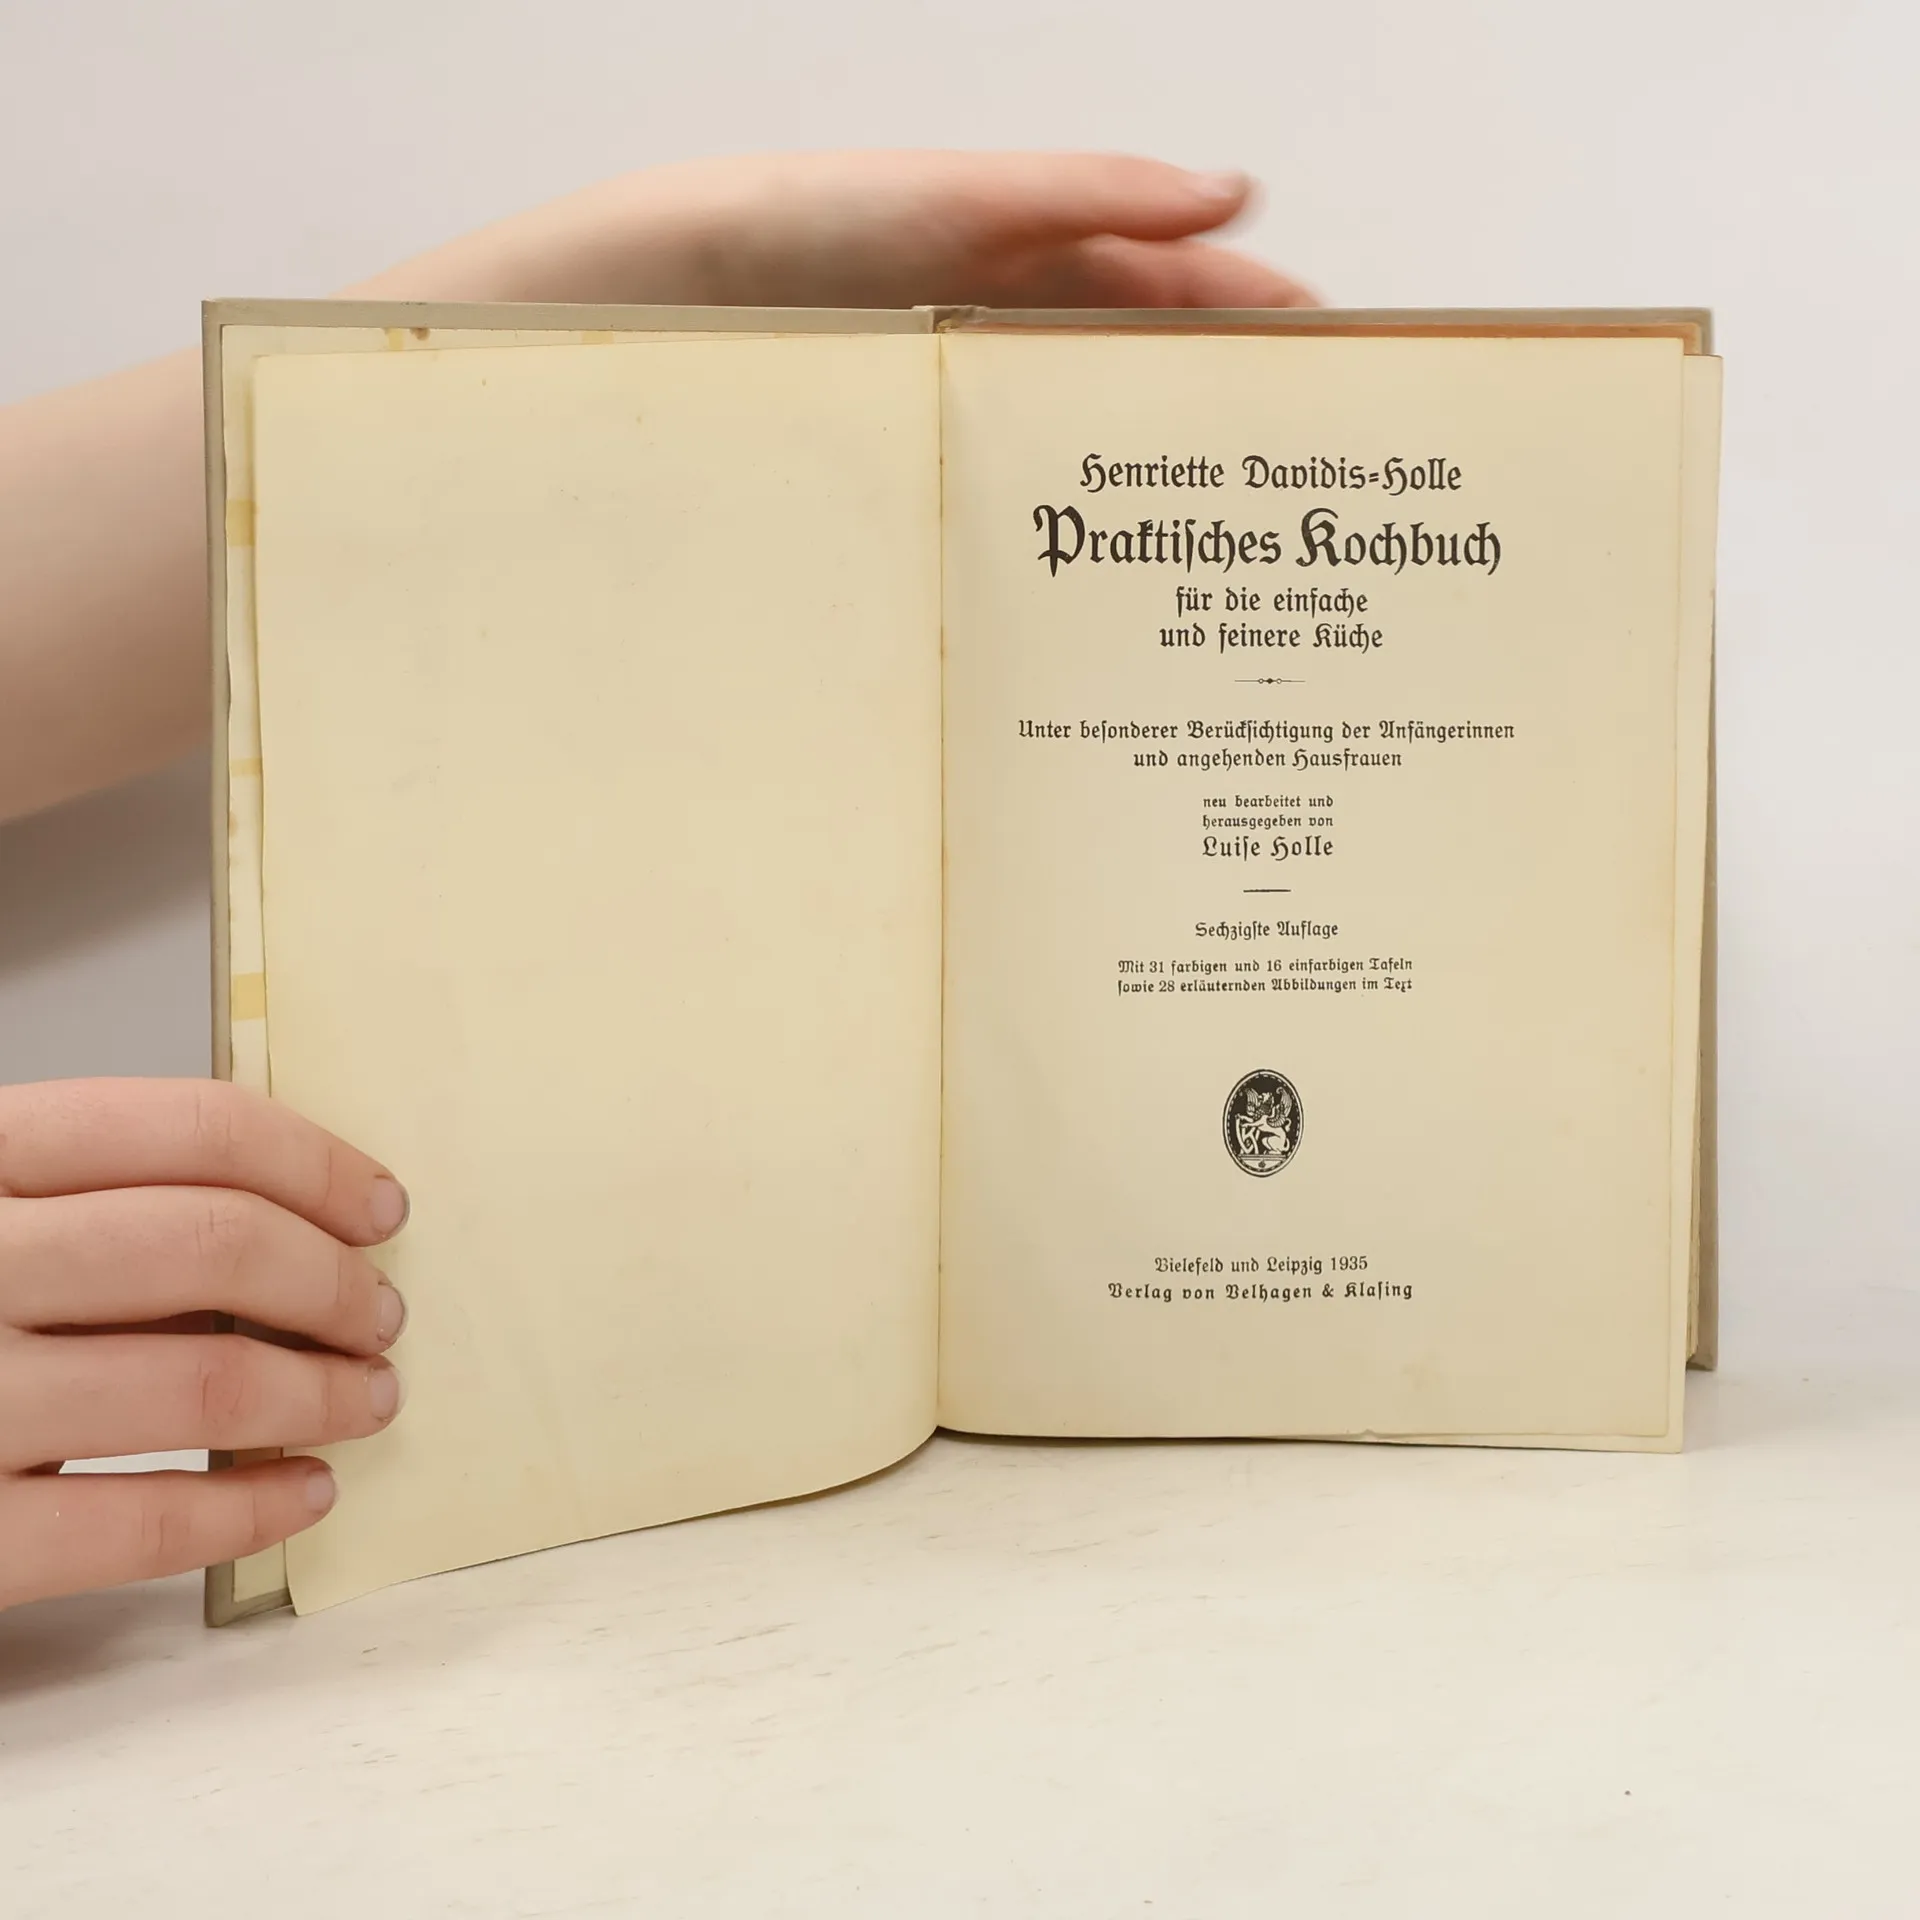 Henriette Davidis=Holle
Praktiſches Kochbuch
für die einfache
und feinere Küche
Unter beſonderer Berückſichtigung der Anfängerinnen
und angehenden Hausfrauen
neu bearbeitet und
herausgegeben von
Luiſe Holle
Sechzigſte Auflage
Mit 31 farbigen und 16 einfarbigen Tafeln
ſowie 28 erläuternden Abbildungen im Text
VK
Bielefeld und Leipzig 1935
Verlag von Velhagen & Klaſing